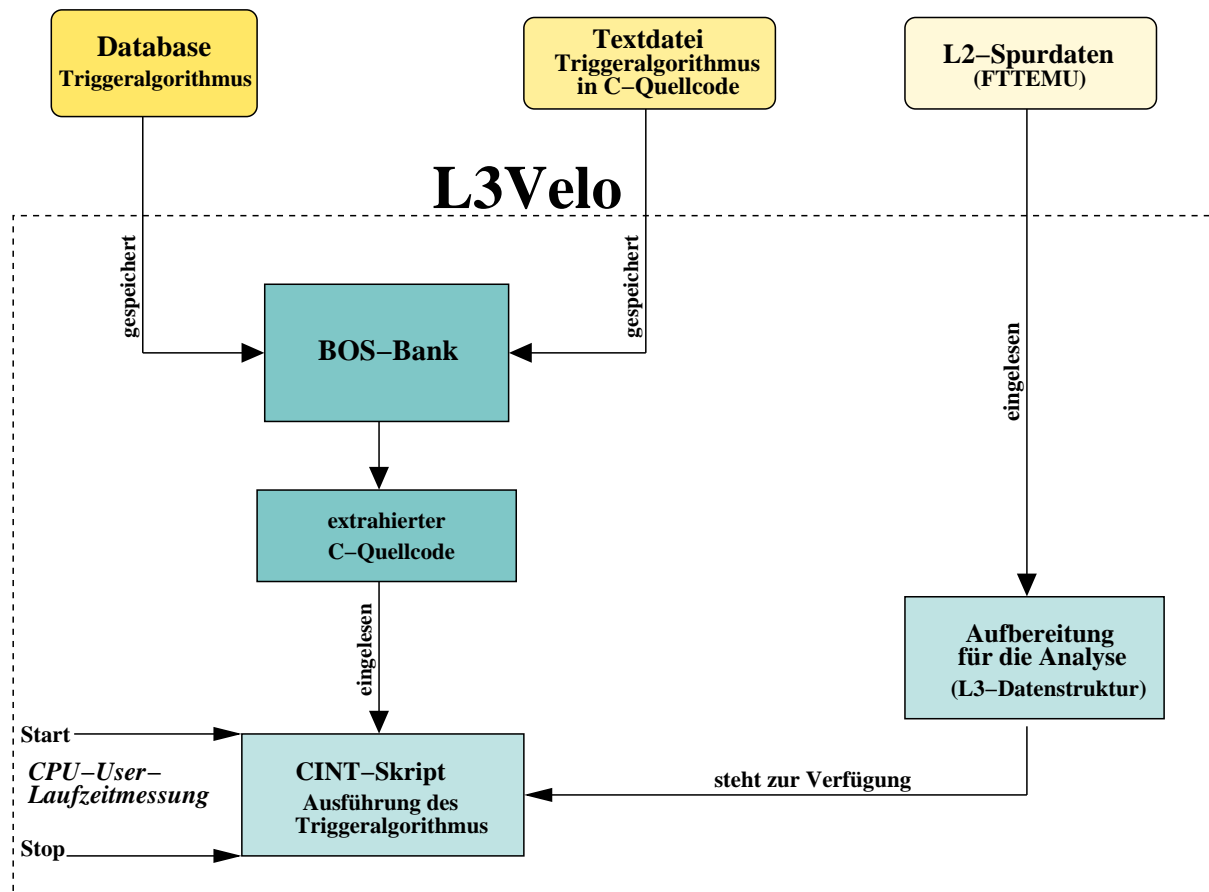 Database
Triggeralgorithmus
Textdatei
Triggeralgorithmus
in C−Quellcode
L2−Spurdaten
(FTTEMU)
L3Velo
gespeichert
gespeichert
eingelesen
BOS−Bank
extrahierter
C−Quellcode
eingelesen
Aufbereitung
für die Analyse
(L3−Datenstruktur)
Start
CPU−User−
Laufzeitmessung
Stop
CINT−Skript
Ausführung des
Triggeralgorithmus
steht zur Verfügung